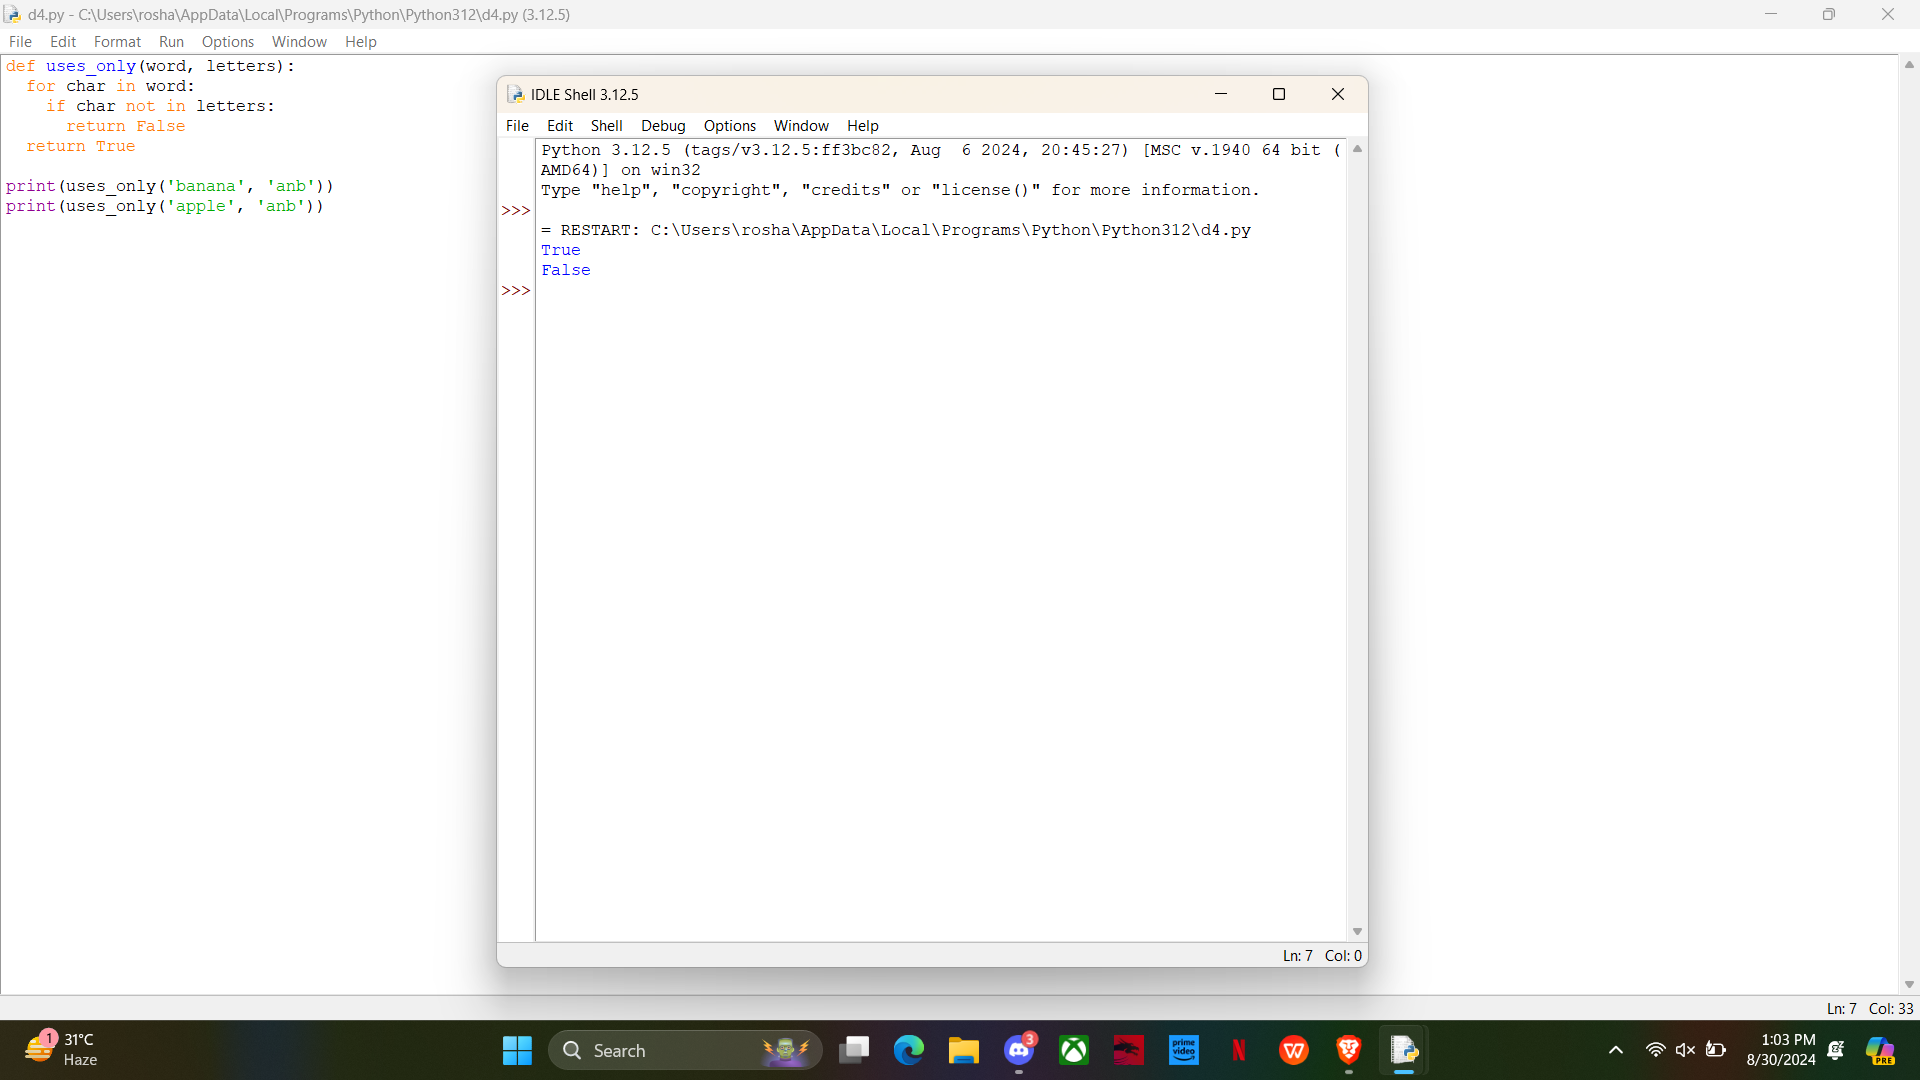 d4.py - C:\Users\rosha\AppData\Local\Programs\Python\Python312\d4.py (3.12.5)
File Edit Format Run Options Window Help
def uses_only(word, letters):
  for char in word:
    if char not in letters:
      return False
  return True
print(uses_only('banana', 'anb'))
print(uses_only('apple', 'anb'))
IDLE Shell 3.12.5
File Edit Shell Debug Options Window Help
Python 3.12.5 (tags/v3.12.5:ff3bc82, Aug  6 2024, 20:45:27) [MSC v.1940 64 bit (
AMD64)] on win32
Type "help", "copyright", "credits" or "license()" for more information.
>>>
= RESTART: C:\Users\rosha\AppData\Local\Programs\Python\Python312\d4.py
True
False
>>>
Ln: 7 Col: 0
Ln: 7 Col: 33
1
31°C
Haze
Search
3
prime
video
N
W
1:03 PM
8/30/2024
PRE